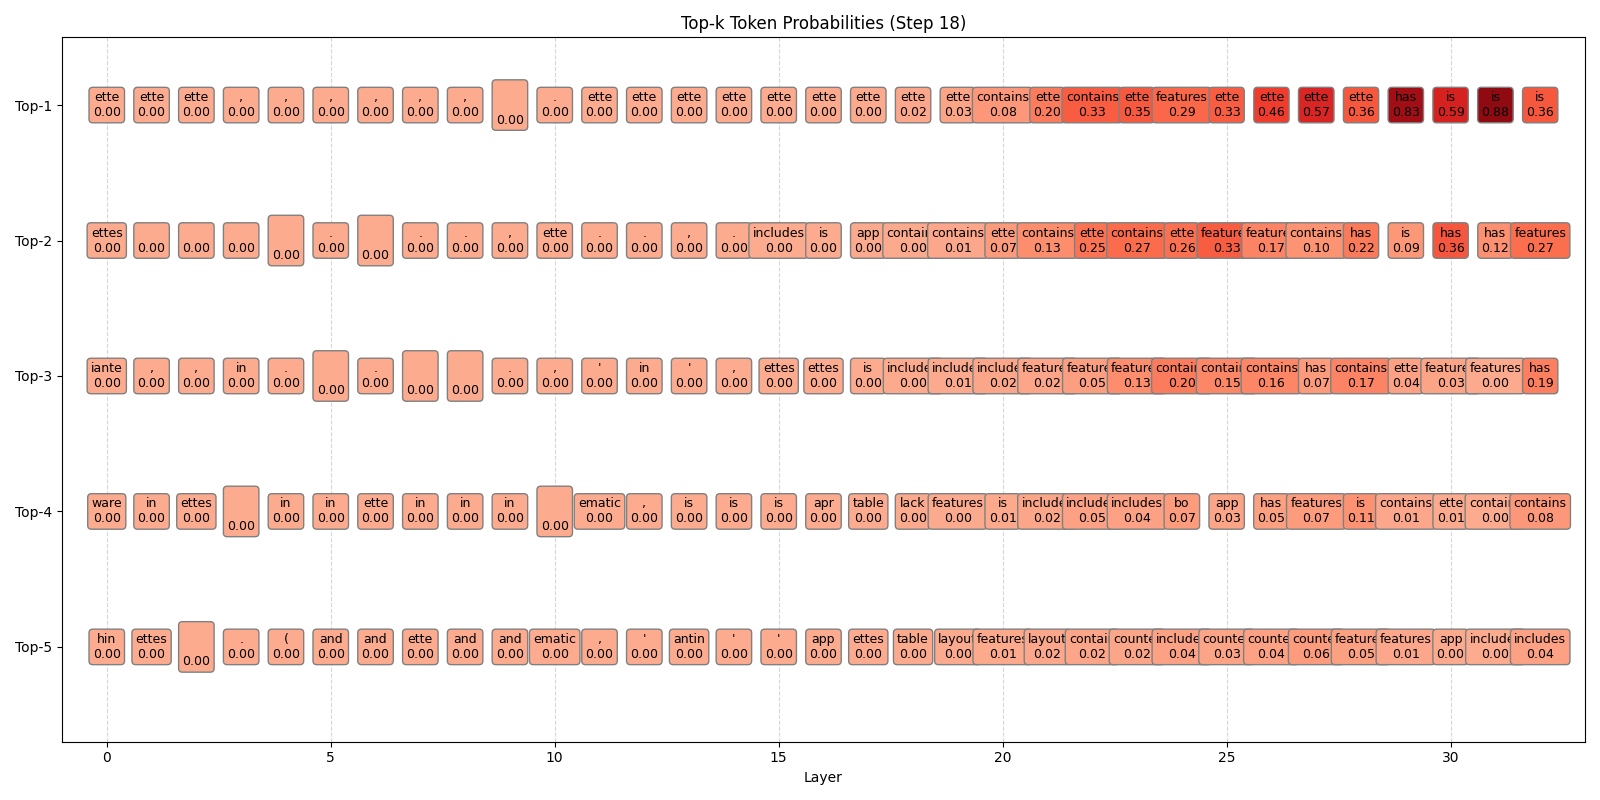 Top-k Token Probabilities (Step 18)
Top-1
ette ette ette , , , , , , . ette ette ette ette ette ette ette ette ette contains ette contains ette features ette ette ette ette has is is is
0.00 0.00 0.00 0.00 0.00 0.00 0.00 0.00 0.00 0.00 0.00 0.00 0.00 0.00 0.00 0.00 0.00 0.00 0.02 0.03 0.08 0.20 0.33 0.35 0.29 0.33 0.46 0.57 0.36 0.83 0.59 0.88 0.36
Top-2
ettes . . . , ette . . , . includes is app contains ette contains ette contains ette has is has has features
0.00 0.00 0.00 0.00 0.00 0.00 0.00 0.00 0.00 0.00 0.00 0.00 0.00 0.00 0.00 0.00 0.00 0.00 0.00 0.01 0.07 0.13 0.25 0.27 0.26 0.33 0.17 0.10 0.22 0.09 0.36 0.12 0.27
Top-3
iante , , in . . . , ' in ' , ettes ettes is contains has contains ette features has
0.00 0.00 0.00 0.00 0.00 0.00 0.00 0.00 0.00 0.00 0.00 0.00 0.00 0.00 0.00 0.00 0.00 0.00 0.00 0.01 0.02 0.02 0.05 0.13 0.20 0.15 0.16 0.07 0.17 0.04 0.03 0.00 0.19
Top-4
ware in ettes in in ette in in in ematic , is is is apr table lack features is includes bo app has features is contains ette contains
0.00 0.00 0.00 0.00 0.00 0.00 0.00 0.00 0.00 0.00 0.00 0.00 0.00 0.00 0.00 0.00 0.00 0.00 0.00 0.00 0.01 0.02 0.05 0.04 0.07 0.03 0.05 0.07 0.11 0.01 0.01 0.00 0.08
Top-5
hin ettes . ( and and ette and and ematic , ' antin ' ' app ettes table features app includes
0.00 0.00 0.00 0.00 0.00 0.00 0.00 0.00 0.00 0.00 0.00 0.00 0.00 0.00 0.00 0.00 0.00 0.00 0.00 0.00 0.01 0.02 0.02 0.02 0.04 0.03 0.04 0.06 0.05 0.01 0.00 0.00 0.04
0 5 10 15 20 25 30
Layer